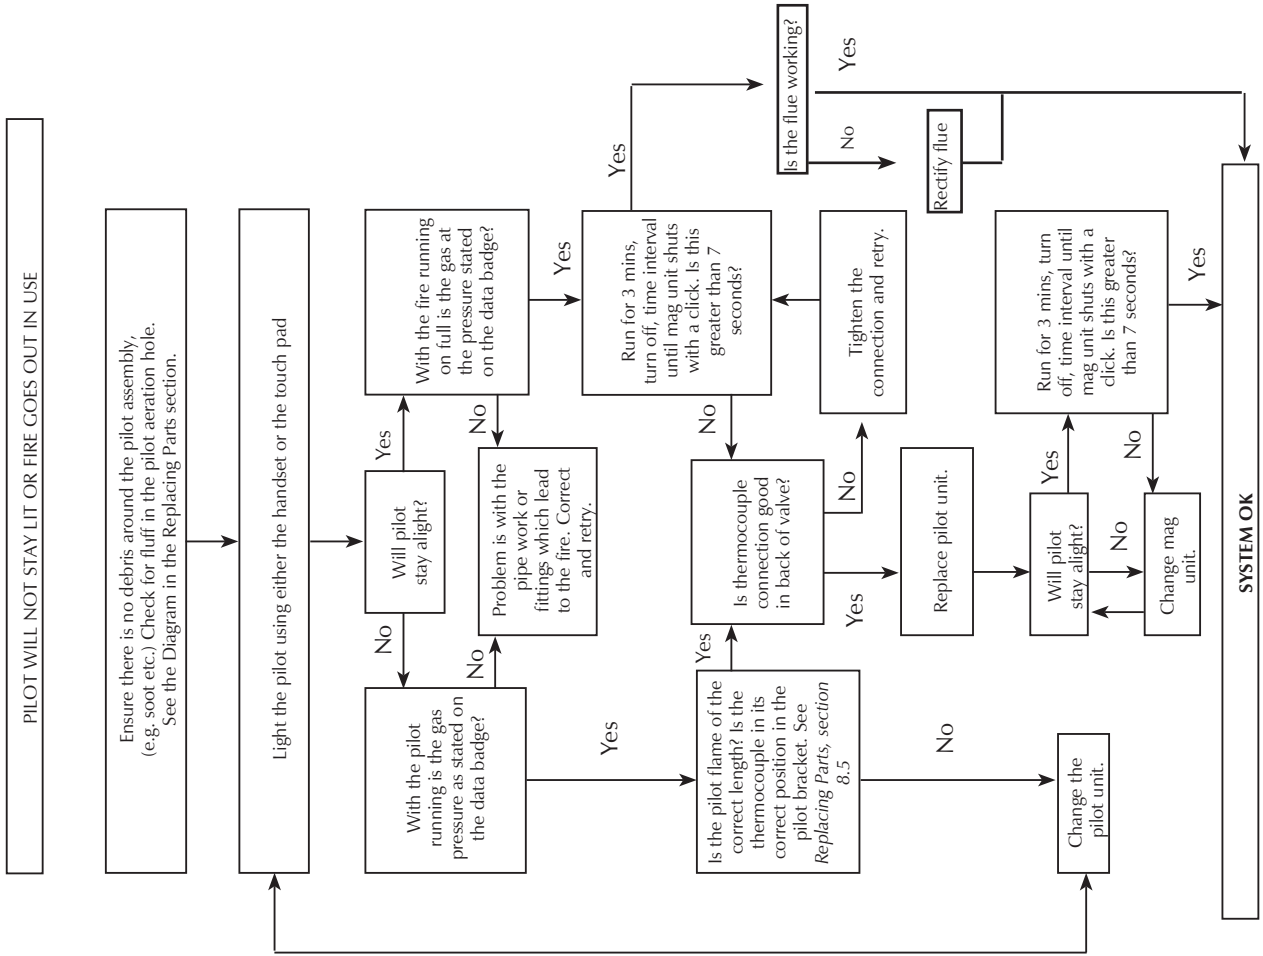 PILOT WILL NOT STAY LIT OR FIRE GOES OUT IN USE
Ensure there is no debris around the pilot assembly,
(e.g. soot etc.) Check for fluff in the pilot aeration hole.
See the Diagram in the Replacing Parts section.
Light the pilot using either the handset or the touch pad
Will pilot
stay alight?
No
Yes
With the pilot
running is the gas
pressure as stated on
the data badge?
No
Yes
Problem is with the
pipe work or
fittings which lead
to the fire. Correct
and retry.
With the fire running
on full is the gas at
the pressure stated
on the data badge?
No
Yes
Run for 3 mins,
turn off, time interval
until mag unit shuts
with a click. Is this
greater than 7
seconds?
No
Yes
Is the pilot flame of the
correct length? Is the
thermocouple in its
correct position in the
pilot bracket. See
Replacing Parts, section
8.5
Yes
No
Is thermocouple
connection good
in back of valve?
Yes
No
Tighten the
connection and retry.
Is the flue working?
No
Yes
Rectify flue
Replace pilot unit.
Change the
pilot unit.
Will pilot
stay alight?
Yes
No
Change mag
unit.
Run for 3 mins, turn
off, time interval until
mag unit shuts with a
click. Is this greater
than 7 seconds?
No
Yes
SYSTEM OK